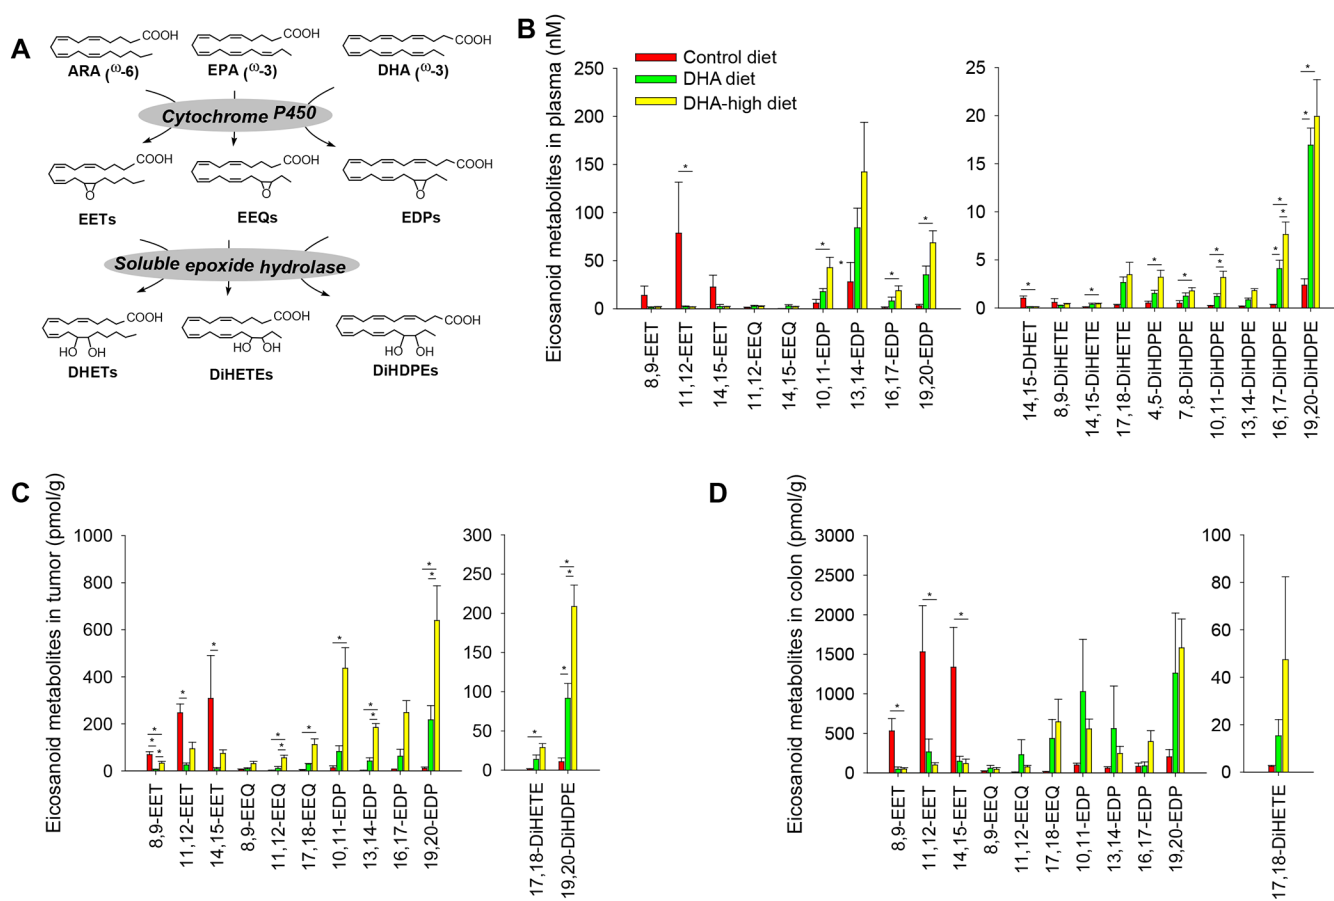 A
COOH
COOH
COOH
ARA (ω-6)
EPA (ω-3)
DHA (ω-3)
Cytochrome P450
COOH
COOH
COOH
O
O
O
EETs
EEQs
EDPs
Soluble epoxide hydrolase
COOH
COOH
COOH
OH
OH
OH
OH
OH
OH
DHETs
DiHETEs
DiHDPEs
B
Eicosanoid metabolites in plasma (nM)
Control diet
DHA diet
DHA-high diet
250
200
150
100
50
0
* * * * *
8,9-EET
11,12-EET
14,15-EET
11,12-EEQ
14,15-EEQ
10,11-EDP
13,14-EDP
16,17-EDP
19,20-EDP
25
20
15
10
5
0
* * * * * * * * * * *
14,15-DHET
8,9-DiHETE
14,15-DiHETE
17,18-DiHETE
4,5-DiHDPE
7,8-DiHDPE
10,11-DiHDPE
13,14-DiHDPE
16,17-DiHDPE
19,20-DiHDPE
C
Eicosanoid metabolites in tumor (pmol/g)
1000
800
600
400
200
0
* * * * * * * * * * * * *
8,9-EET
11,12-EET
14,15-EET
8,9-EEQ
11,12-EEQ
17,18-EEQ
10,11-EDP
13,14-EDP
16,17-EDP
19,20-EDP
300
250
200
150
100
50
0
* * * *
17,18-DiHETE
19,20-DiHDPE
D
Eicosanoid metabolites in colon (pmol/g)
3000
2500
2000
1500
1000
500
0
* * *
8,9-EET
11,12-EET
14,15-EET
8,9-EEQ
11,12-EEQ
17,18-EEQ
10,11-EDP
13,14-EDP
16,17-EDP
19,20-EDP
100
80
60
40
20
0
17,18-DiHETE